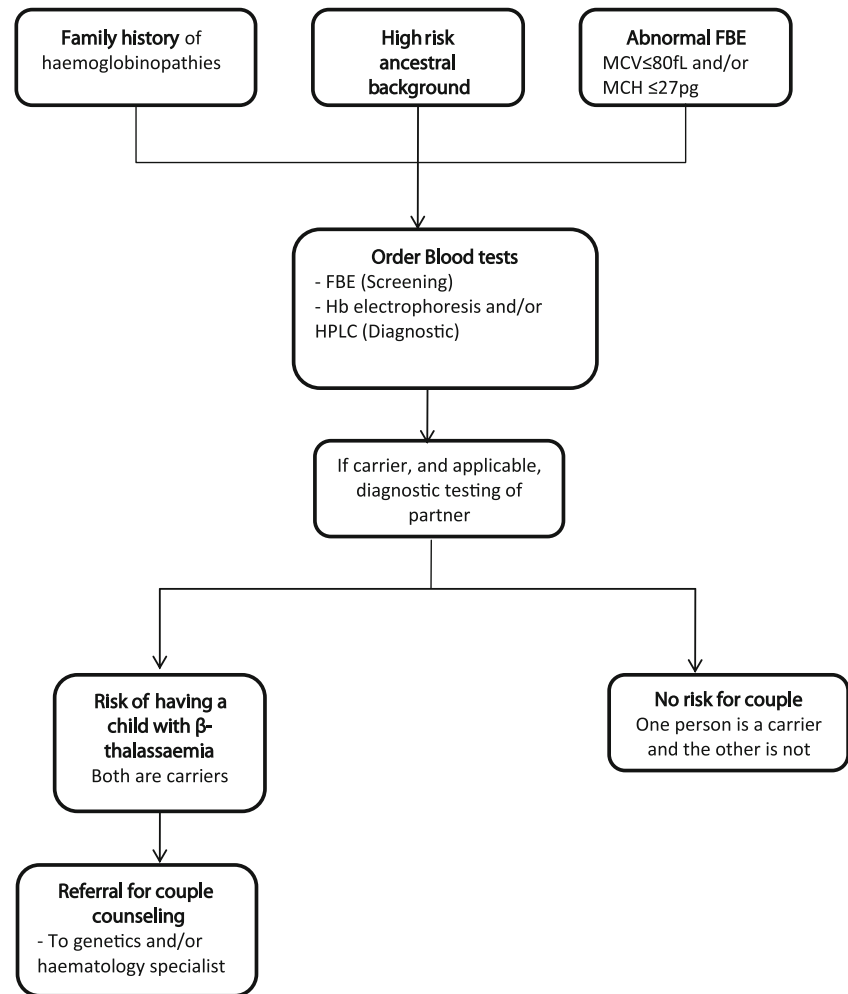 Family history of
haemoglobinopathies
High risk
ancestral
background
Abnormal FBE
MCV≤80fL and/or
MCH ≤27pg
Order Blood tests
- FBE (Screening)
- Hb electrophoresis and/or
HPLC (Diagnostic)
If carrier, and applicable,
diagnostic testing of
partner
Risk of having a
child with β-
thalassaemia
Both are carriers
No risk for couple
One person is a carrier
and the other is not
Referral for couple
counseling
- To genetics and/or
haematology specialist